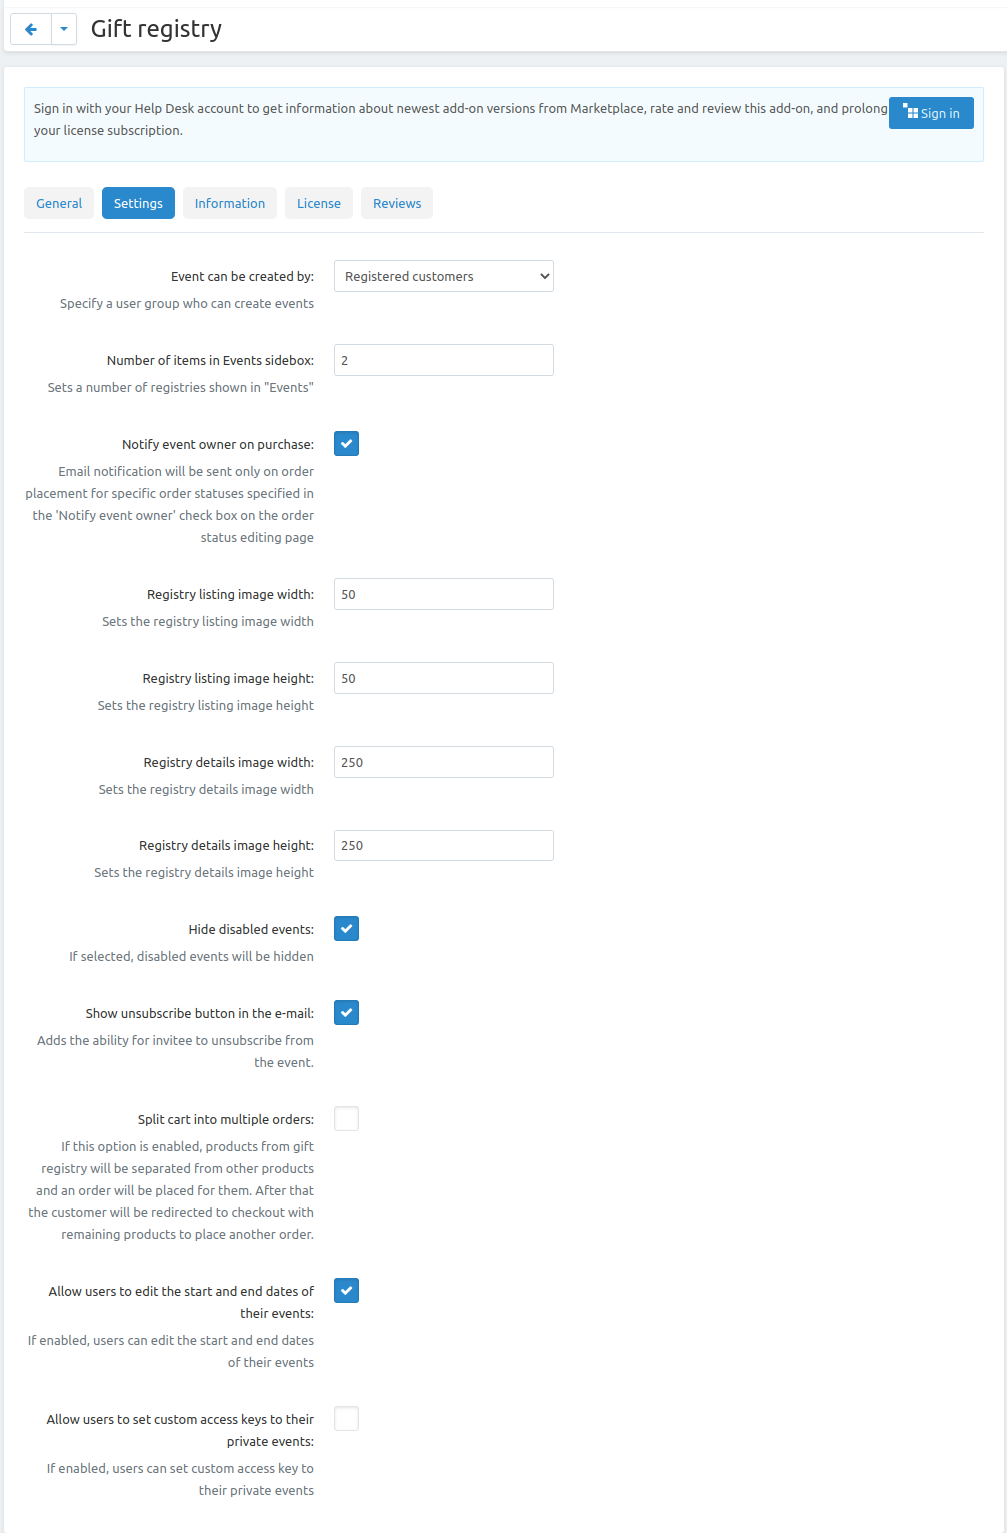 Gift registry
Sign in with your Help Desk account to get information about newest add-on versions from Marketplace, rate and review this add-on, and prolong
your license subscription.
Sign in
General
Settings
Information
License
Reviews
Event can be created by:
Registered customers
Specify a user group who can create events
Number of items in Events sidebox:
2
Sets a number of registries shown in "Events"
Notify event owner on purchase:
Email notification will be sent only on order
placement for specific order statuses specified in
the 'Notify event owner' check box on the order
status editing page
Registry listing image width:
50
Sets the registry listing image width
Registry listing image height:
50
Sets the registry listing image height
Registry details image width:
250
Sets the registry details image width
Registry details image height:
250
Sets the registry details image height
Hide disabled events:
If selected, disabled events will be hidden
Show unsubscribe button in the e-mail:
Adds the ability for invitee to unsubscribe from
the event.
Split cart into multiple orders:
If this option is enabled, products from gift
registry will be separated from other products
and an order will be placed for them. After that
the customer will be redirected to checkout with
remaining products to place another order.
Allow users to edit the start and end dates of
their events:
If enabled, users can edit the start and end dates
of their events
Allow users to set custom access keys to their
private events:
If enabled, users can set custom access key to
their private events